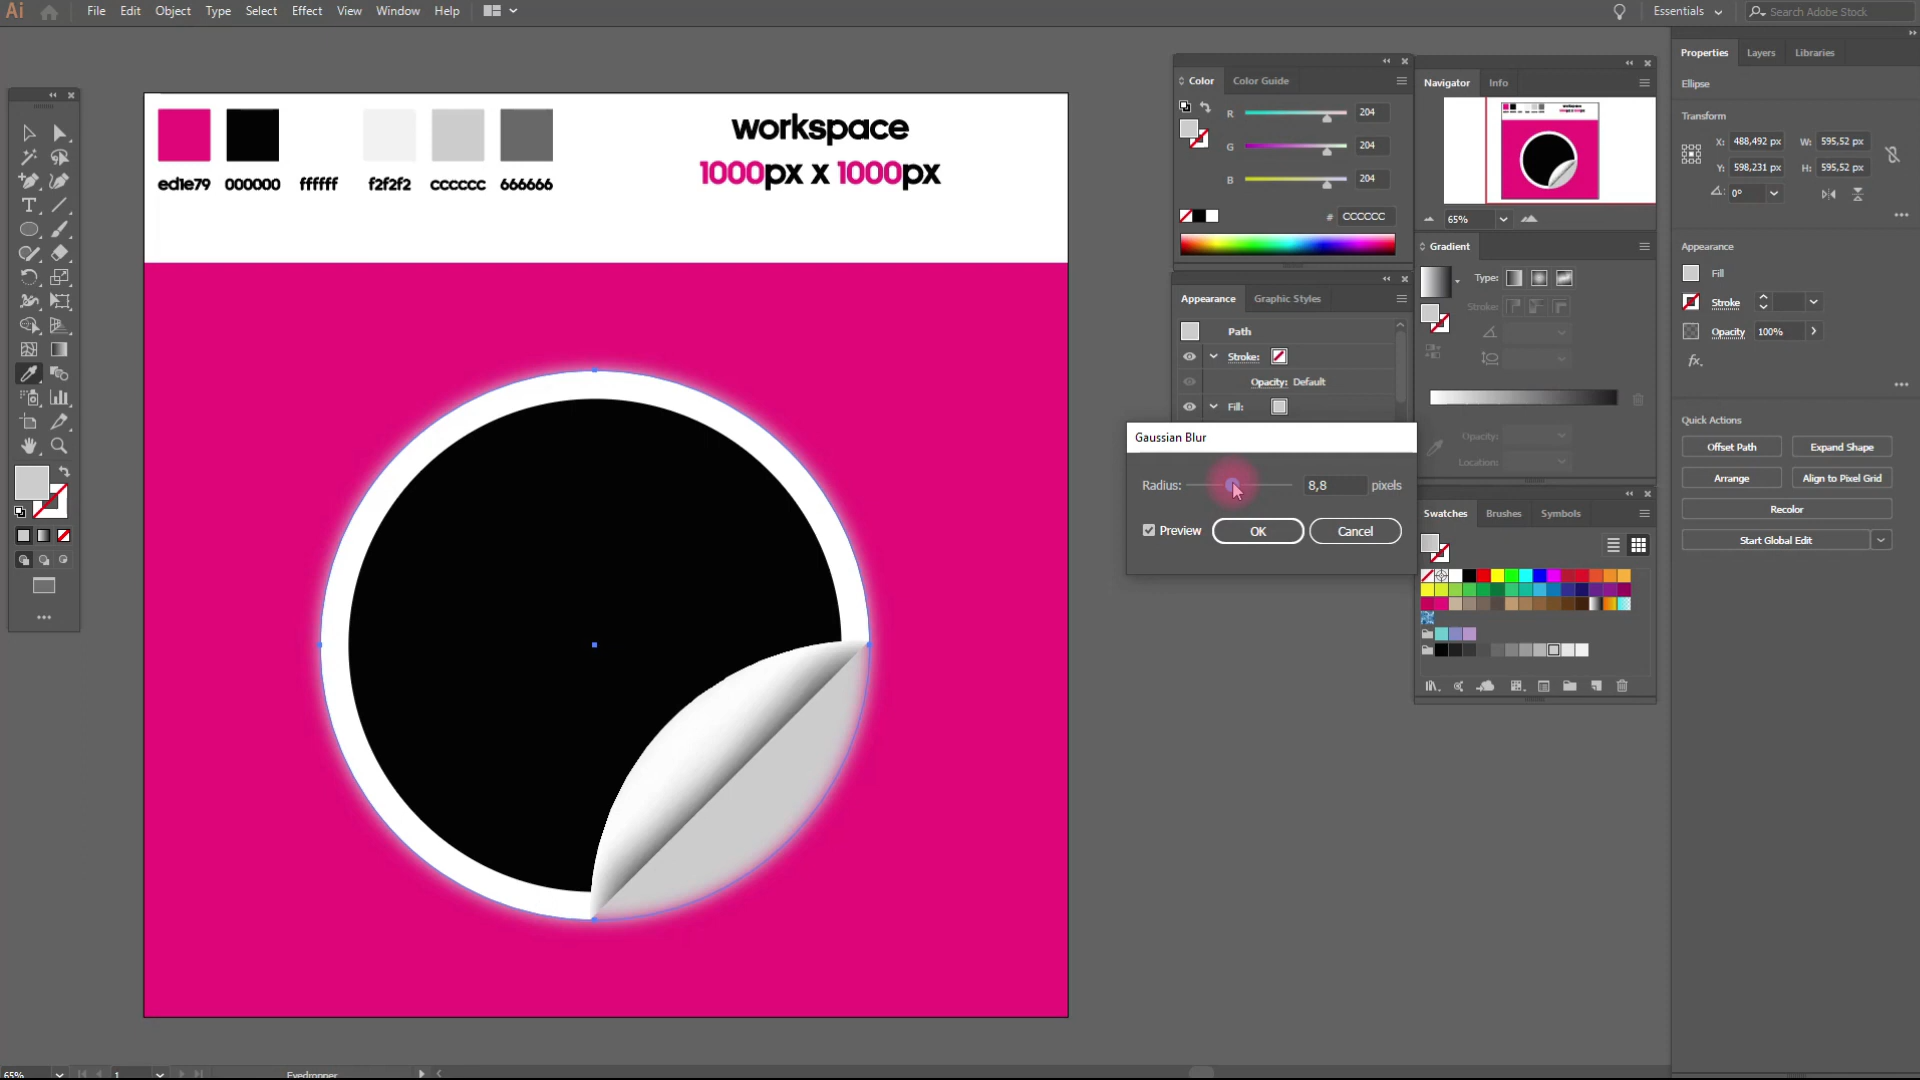 Ai File Edit Object Type Select Effect View Window Help Essentials Search Adobe Stock
ed1e79 000000 ffffff f2f2f2 cccccc 666666
workspace
1000px x 1000px
Color Color Guide
R 204
G 204
B 204
# CCCCCC
Appearance Graphic Styles
Path
Stroke:
Opacity: Default
Fill:
Gaussian Blur
Radius: 8,8 pixels
Preview OK Cancel
Navigator Info
workspace
1000px x 1000px
65%
Gradient
Type:
Stroke:
Opacity:
Location:
Swatches Brushes Symbols
Properties Layers Libraries
Ellipse
Transform
X: 488,492 px W: 595,52 px
Y: 598,231 px H: 595,52 px
0°
Appearance
Fill
Stroke
Opacity 100%
fx.
Quick Actions
Offset Path Expand Shape
Arrange Align to Pixel Grid
Recolor
Start Global Edit
65% 1 Eyedropper